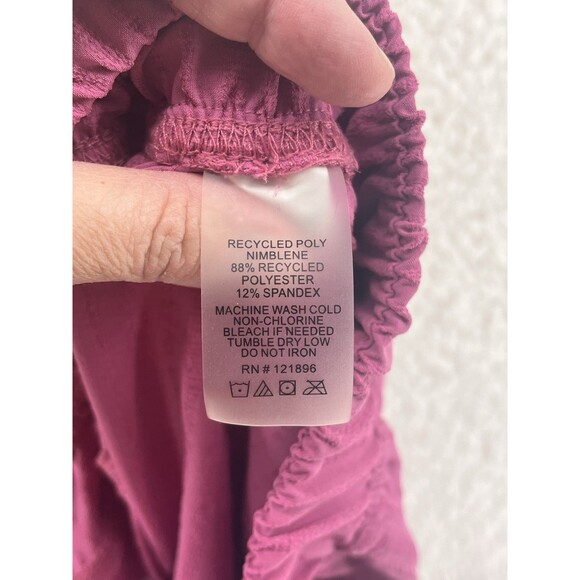 RECYCLED POLY
NIMBLENE
88% RECYCLED
POLYESTER
12% SPANDEX
MACHINE WASH COLD
NON-CHLORINE
BLEACH IF NEEDED
TUMBLE DRY LOW
DO NOT IRON
RN # 121896